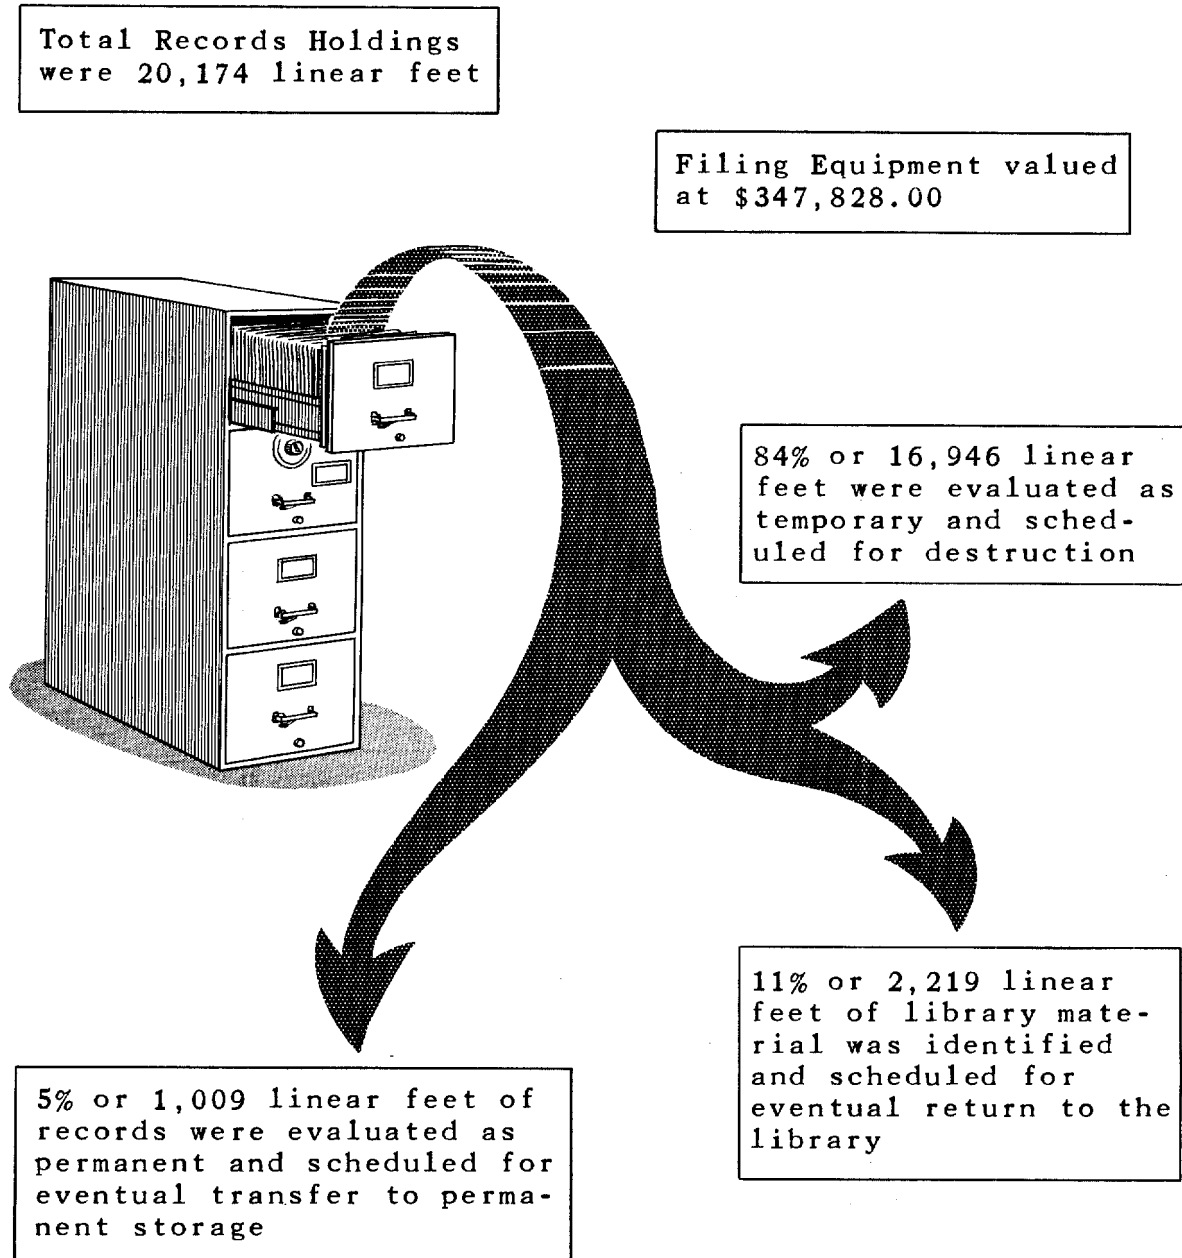 Total Records Holdings
were 20,174 linear feet
Filing Equipment valued
at $347,828.00
84% or 16,946 linear
feet were evaluated as
temporary and sched-
uled for destruction
11% or 2,219 linear
feet of library mate-
rial was identified
and scheduled for
eventual return to the
library
5% or 1,009 linear feet of
records were evaluated as
permanent and scheduled for
eventual transfer to perma-
nent storage